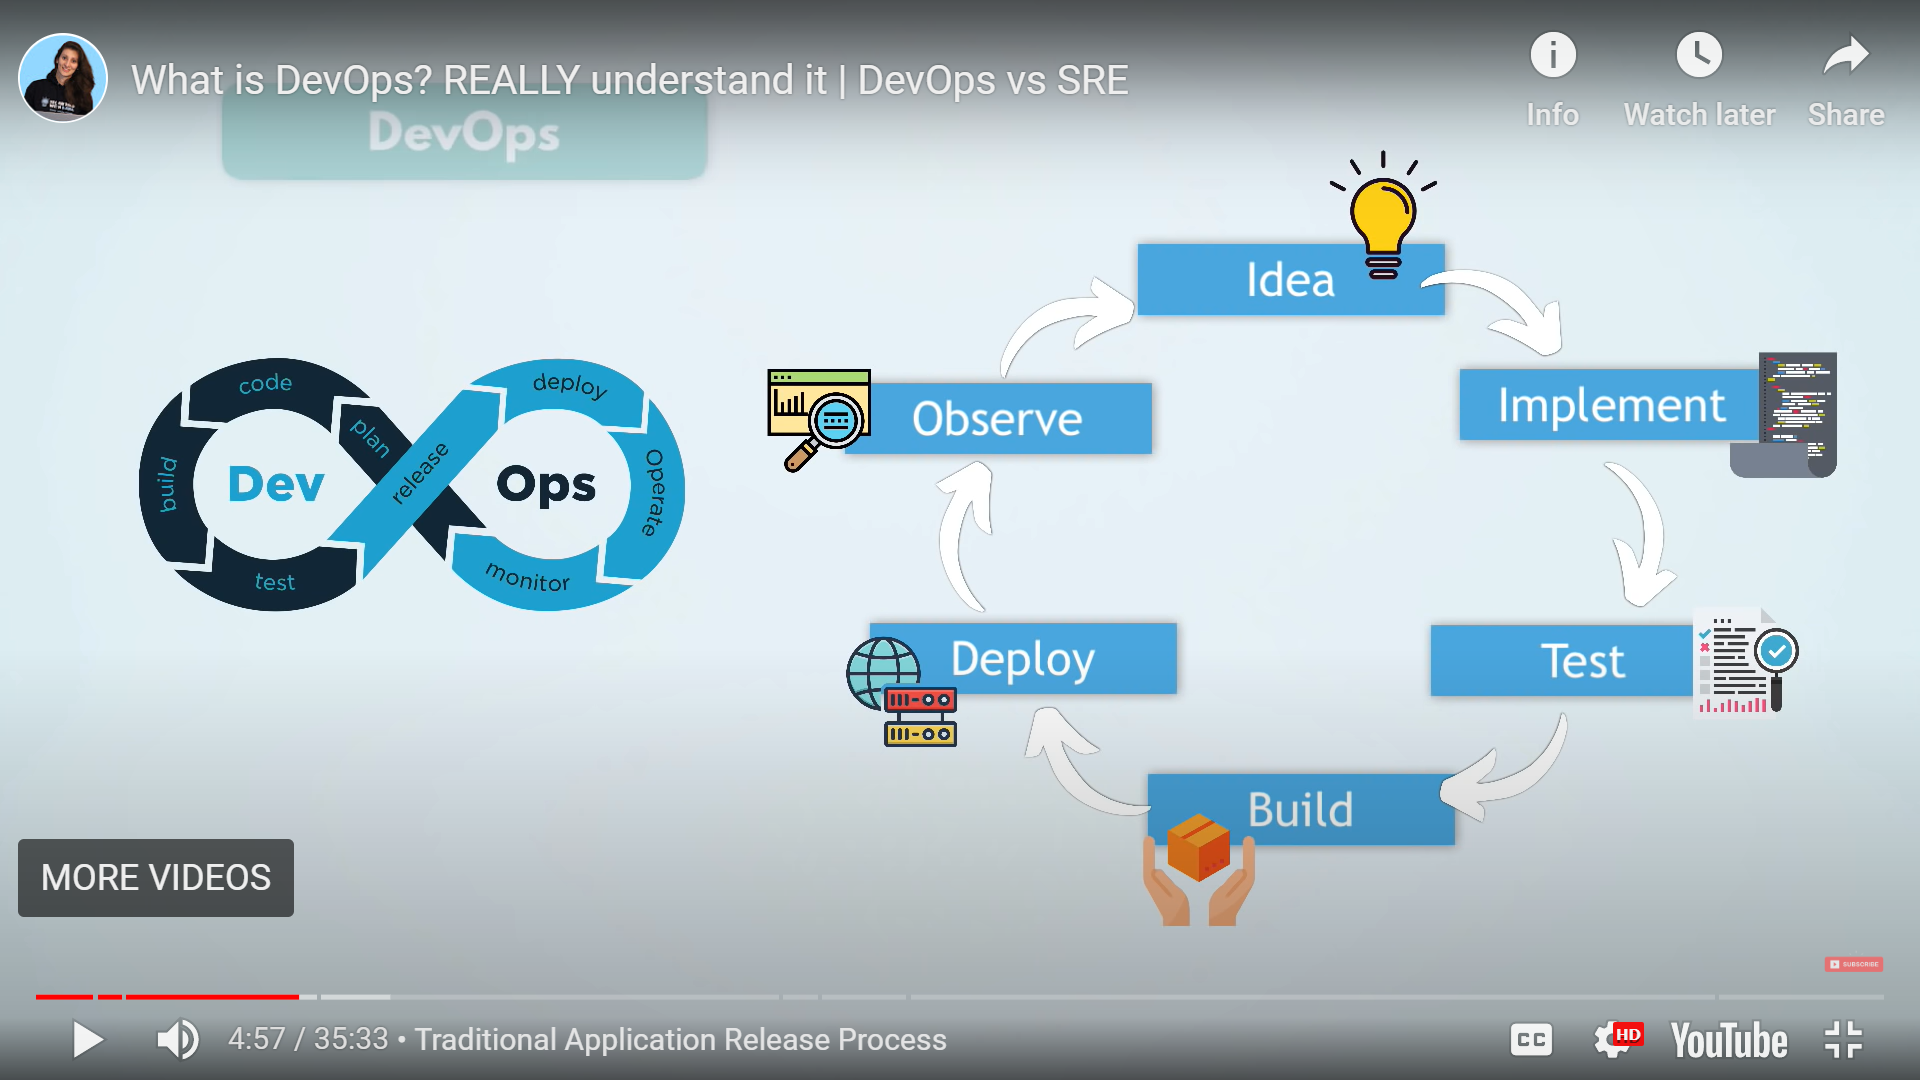 What is DevOps? REALLY understand it | DevOps vs SRE
Info
Watch later
Share
DevOps
Idea
Observe
Implement
code
plan
build
Dev
test
release
deploy
Ops
Operate
monitor
Deploy
Test
Build
MORE VIDEOS
SUBSCRIBE
4:57 / 35:33 • Traditional Application Release Process
CC
HD
YouTube